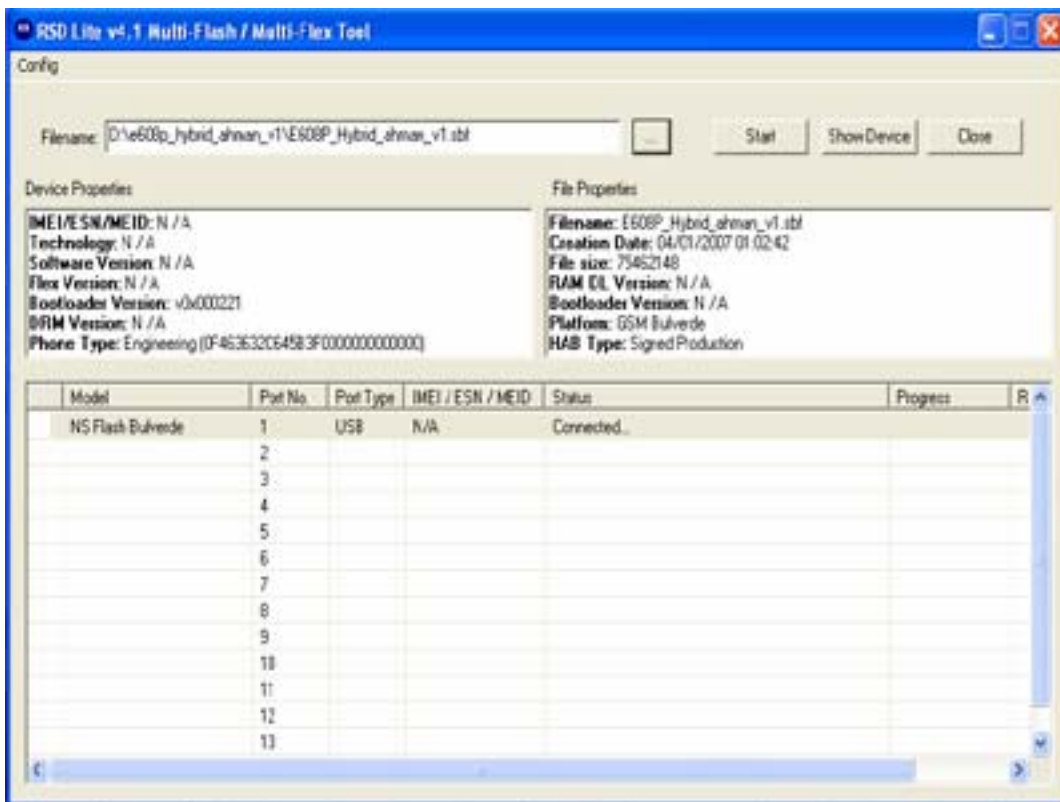 RSD Lite v4.1 Multi-Flash / Multi-Flex Tool
Config
Filename: D:\e608p_hybrid_ahman_v1\E608P_Hybrid_ahman_v1.sbf ... Start Show Device Close
Device Properties
IMEI/ESN/MEID: N/A
Technology: N/A
Software Version: N/A
Flex Version: N/A
Bootloader Version: v0x000221
DRM Version: N/A
Phone Type: Engineering
File Properties
Filename: E608P_Hybrid_ahman_v1.sbf
Creation Date: 04/01/2007 01:02:42
File size: 75462148
RAM DL Version: N/A
Bootloader Version: N/A
Platform: GSM Bulverde
HAB Type: Signed Production
Model Port No. Port Type IMEI / ESN / MEID Status Progress R
NS Flash Bulverde 1 USB N/A Connected...
2
3
4
5
6
7
8
9
10
11
12
13